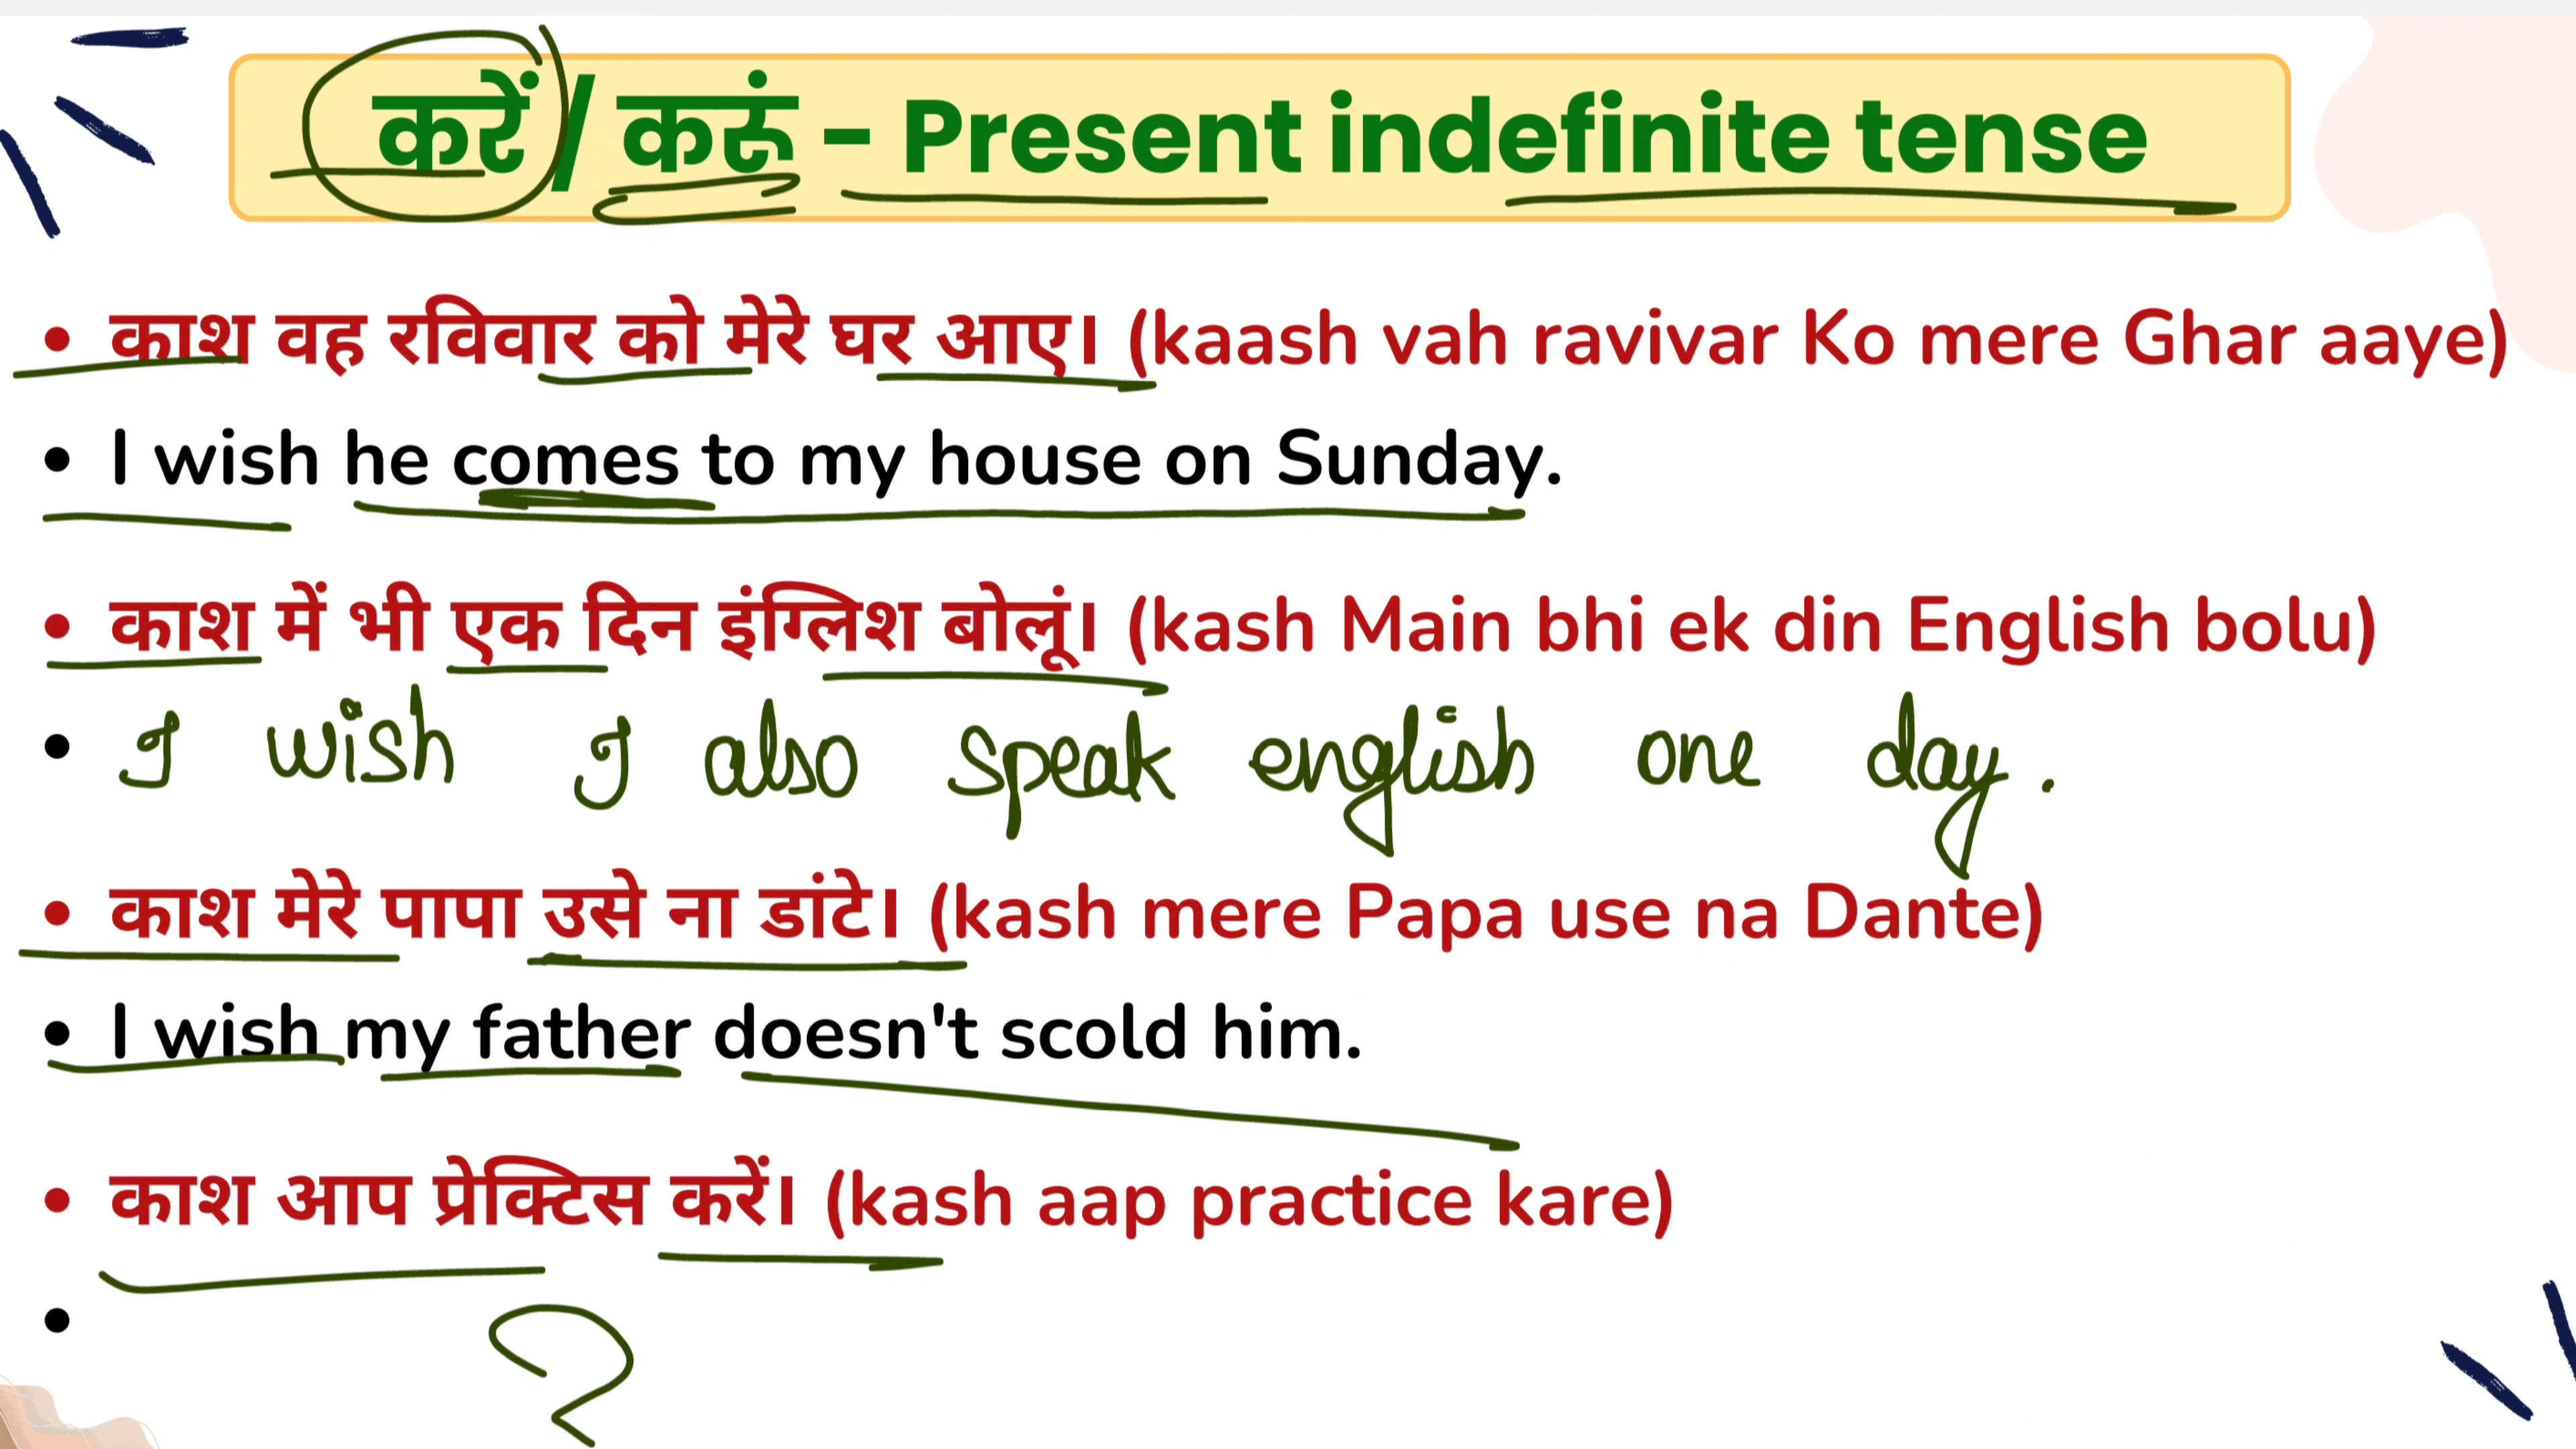 करें / करूं - Present indefinite tense
• काश वह रविवार को मेरे घर आए। (kaash vah ravivar Ko mere Ghar aaye)
• I wish he comes to my house on Sunday.
• काश में भी एक दिन इंग्लिश बोलूं। (kash Main bhi ek din English bolu)
• I wish I also speak english one day.
• काश मेरे पापा उसे ना डांटे। (kash mere Papa use na Dante)
• I wish my father doesn't scold him.
• काश आप प्रेक्टिस करें। (kash aap practice kare)
• ?